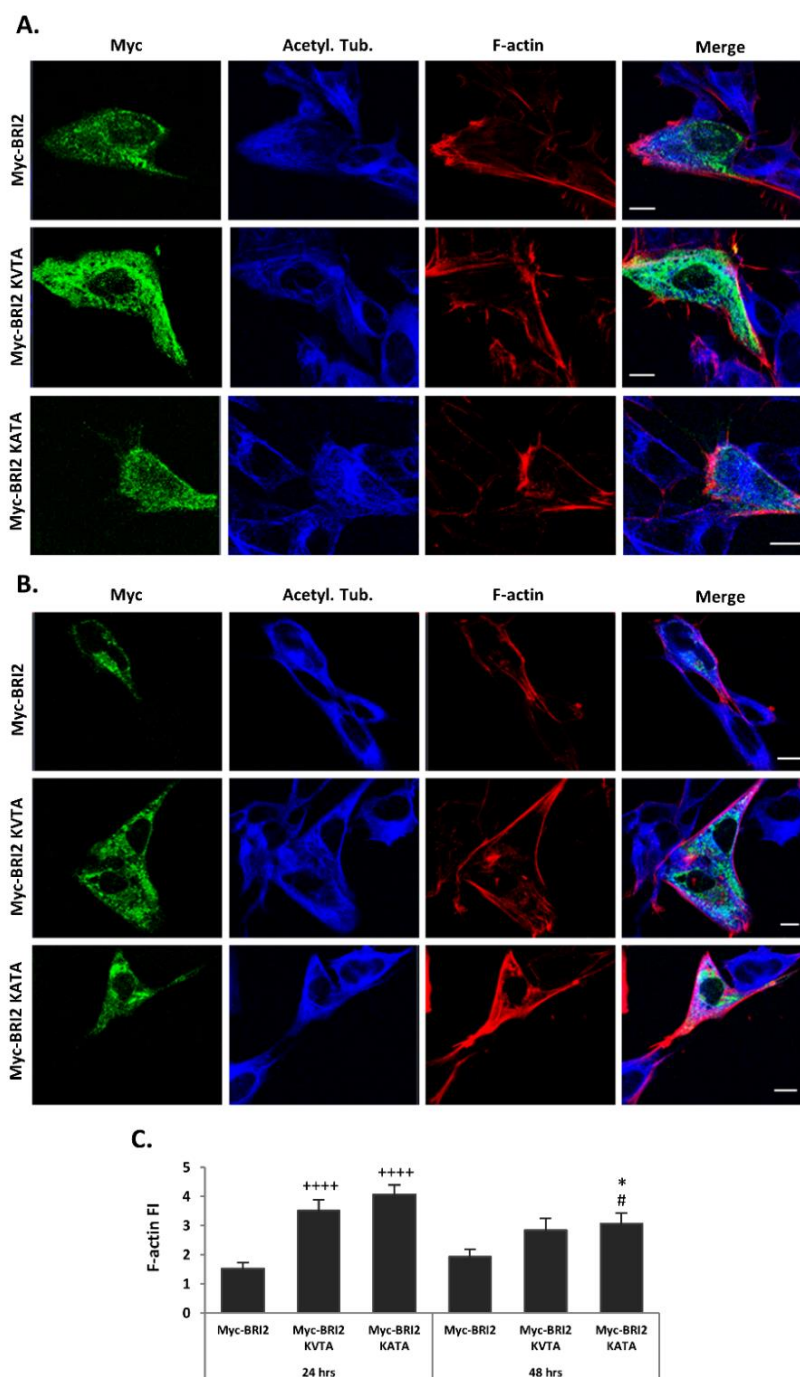 A.
Myc Acetyl. Tub. F-actin Merge
Myc-BRI2
Myc-BRI2 KVTA
Myc-BRI2 KATA
B.
Myc Acetyl. Tub. F-actin Merge
Myc-BRI2
Myc-BRI2 KVTA
Myc-BRI2 KATA
C.
F-actin FI
5
4
3
2
1
0
++++ ++++ *
#
Myc-BRI2 Myc-BRI2 Myc-BRI2 Myc-BRI2 Myc-BRI2 Myc-BRI2
KVTA KATA KVTA KATA
24 hrs 48 hrs